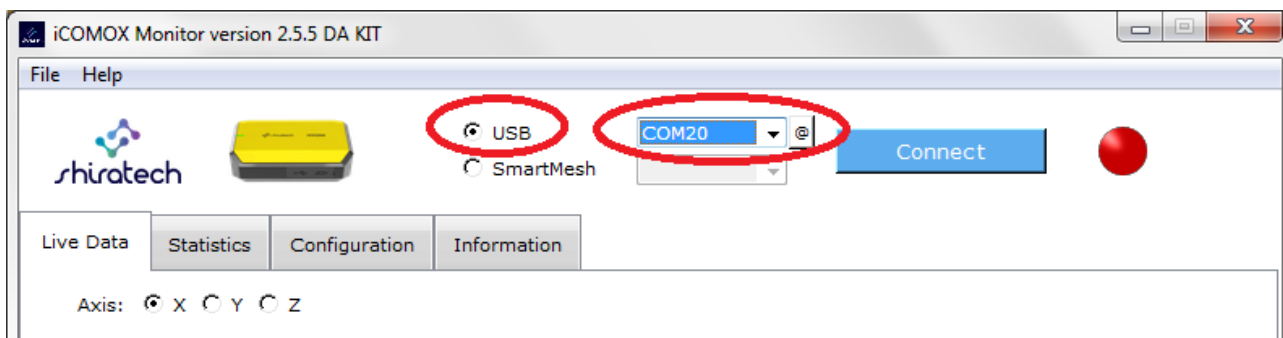 iCOMOX Monitor version 2.5.5 DA KIT
File Help
USB COM20 @
Connect
SmartMesh
shiratech
Live Data Statistics Configuration Information
Axis: X Y Z